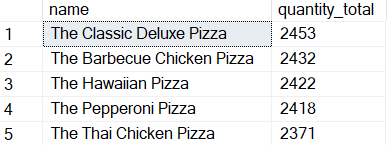 name quantity_total
1 The Classic Deluxe Pizza 2453
2 The Barbecue Chicken Pizza 2432
3 The Hawaiian Pizza 2422
4 The Pepperoni Pizza 2418
5 The Thai Chicken Pizza 2371